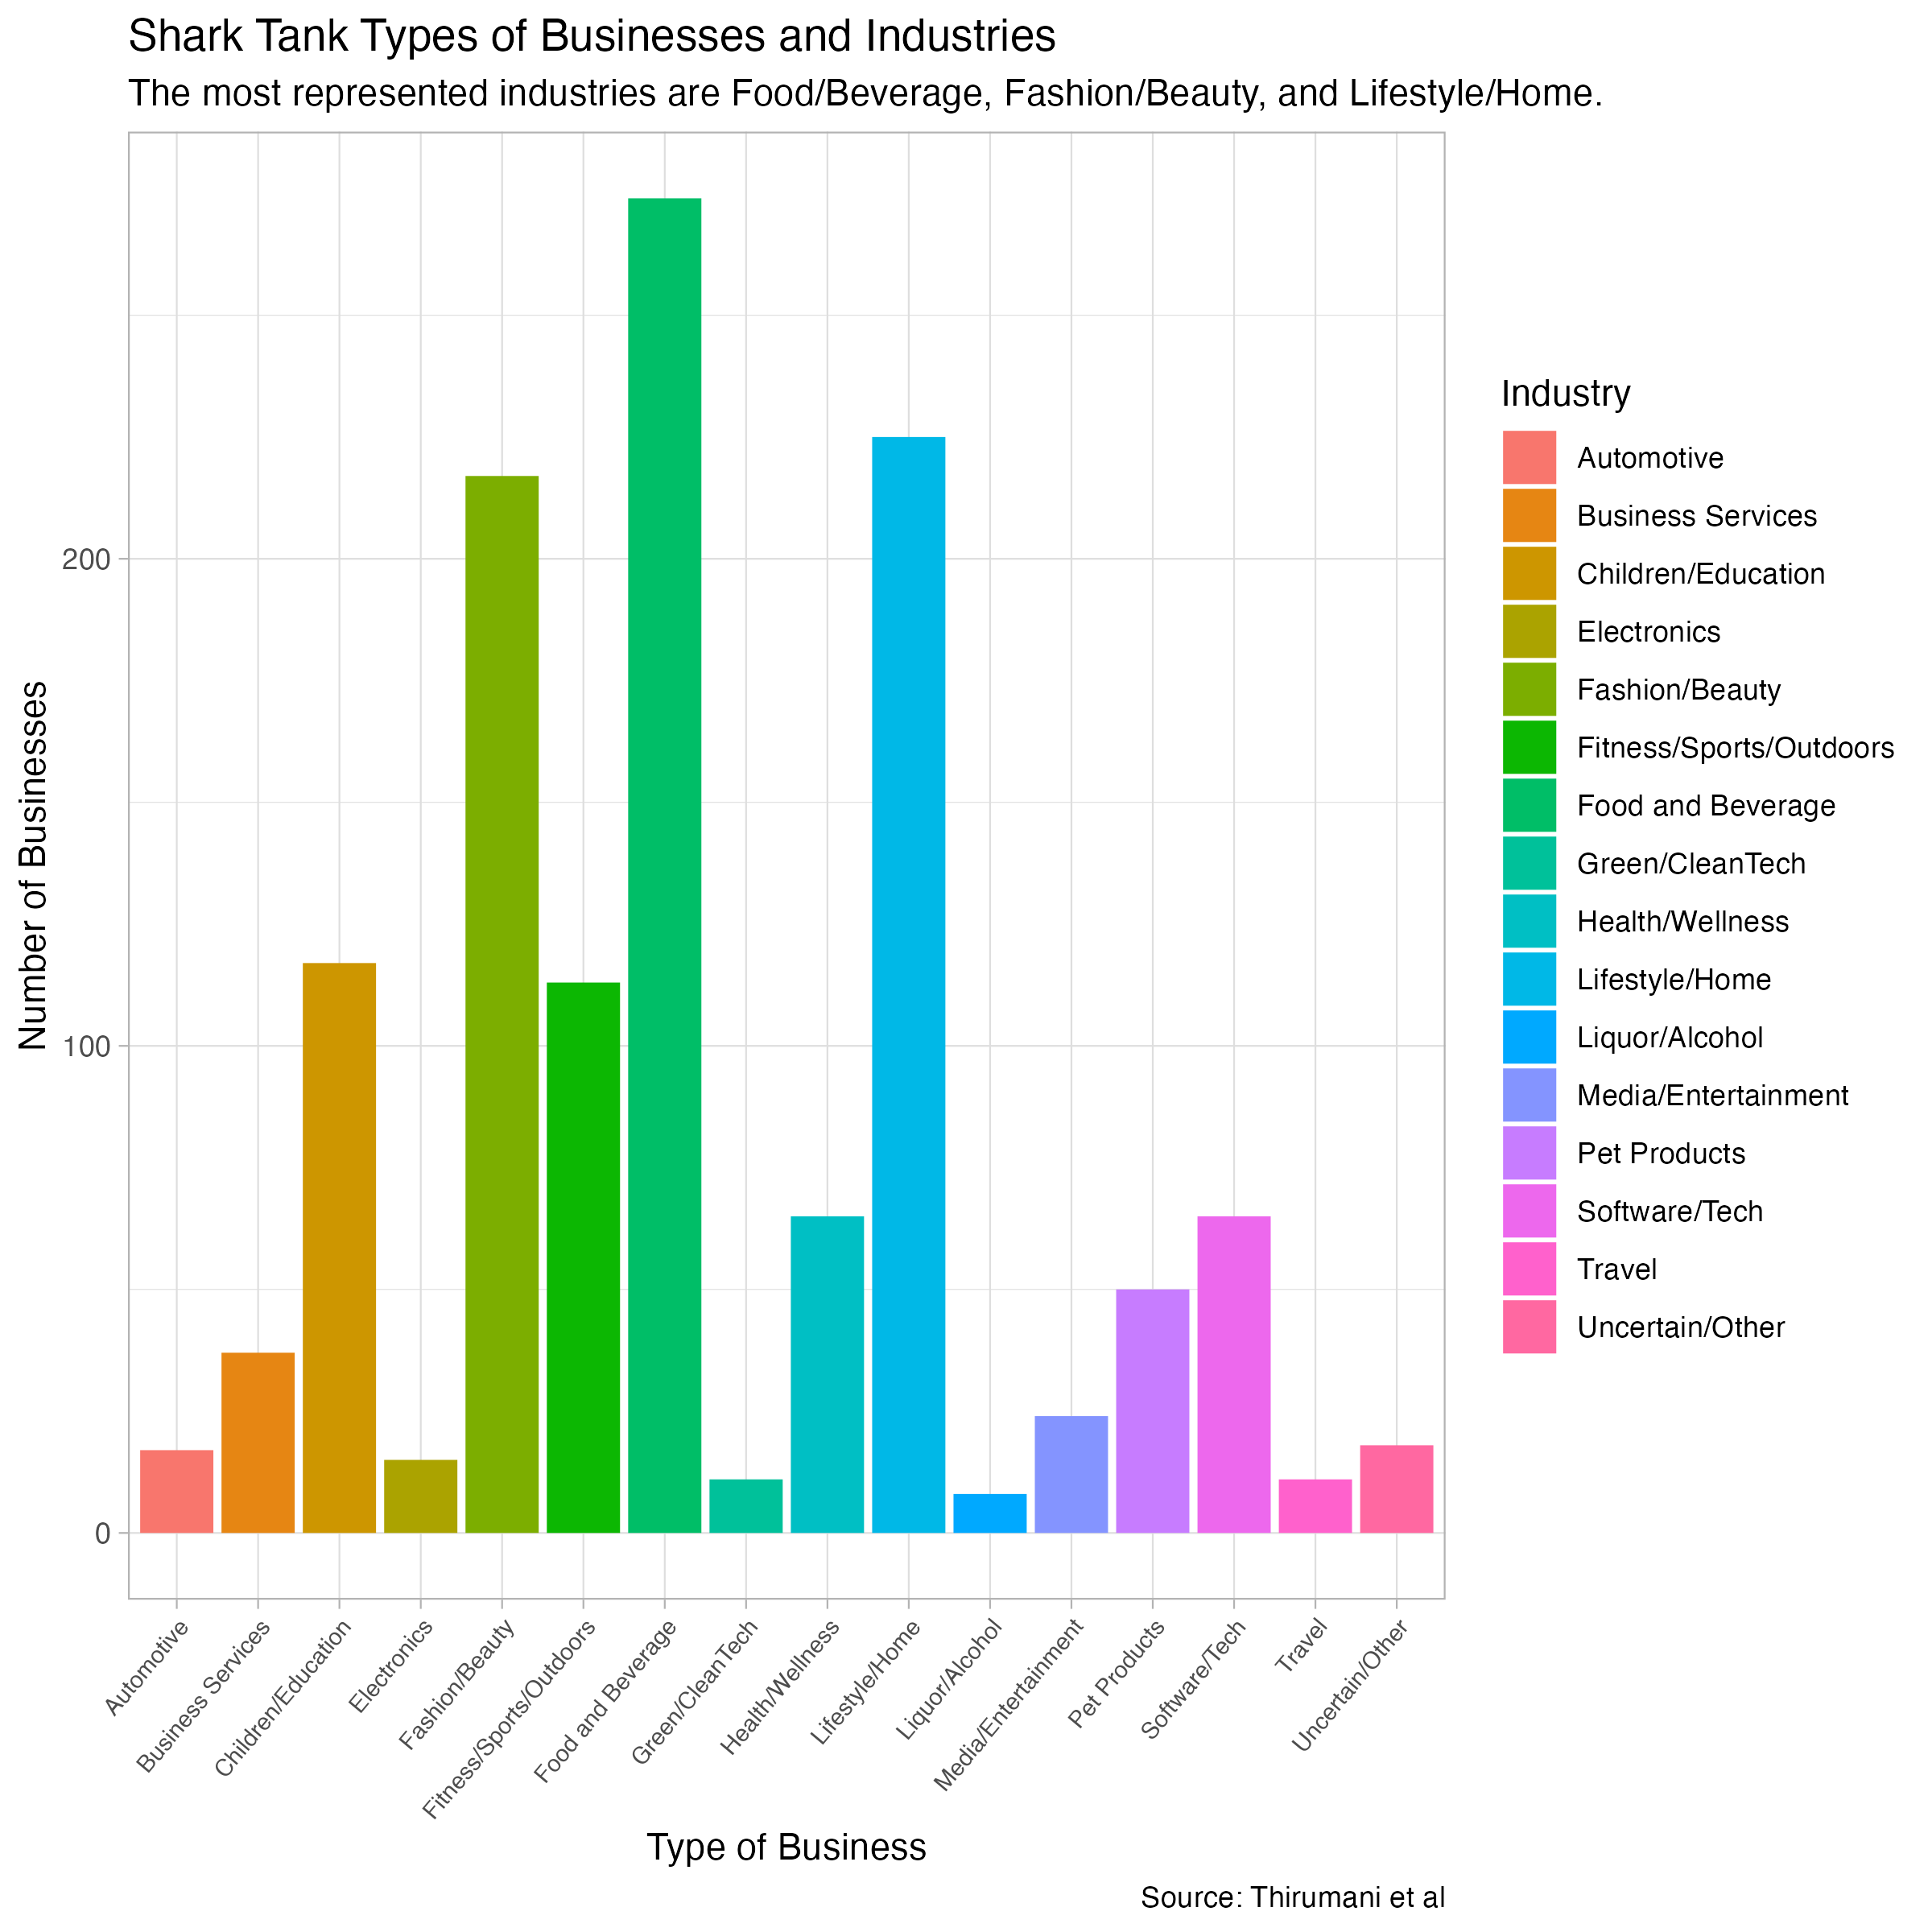 Shark Tank Types of Businesses and Industries
The most represented industries are Food/Beverage, Fashion/Beauty, and Lifestyle/Home.
Number of Businesses
200
100
0
Automotive
Business Services
Children/Education
Electronics
Fashion/Beauty
Fitness/Sports/Outdoors
Food and Beverage
Green/CleanTech
Health/Wellness
Lifestyle/Home
Liquor/Alcohol
Media/Entertainment
Pet Products
Software/Tech
Travel
Uncertain/Other
Type of Business
Industry
Automotive
Business Services
Children/Education
Electronics
Fashion/Beauty
Fitness/Sports/Outdoors
Food and Beverage
Green/CleanTech
Health/Wellness
Lifestyle/Home
Liquor/Alcohol
Media/Entertainment
Pet Products
Software/Tech
Travel
Uncertain/Other
Source: Thirumani et al